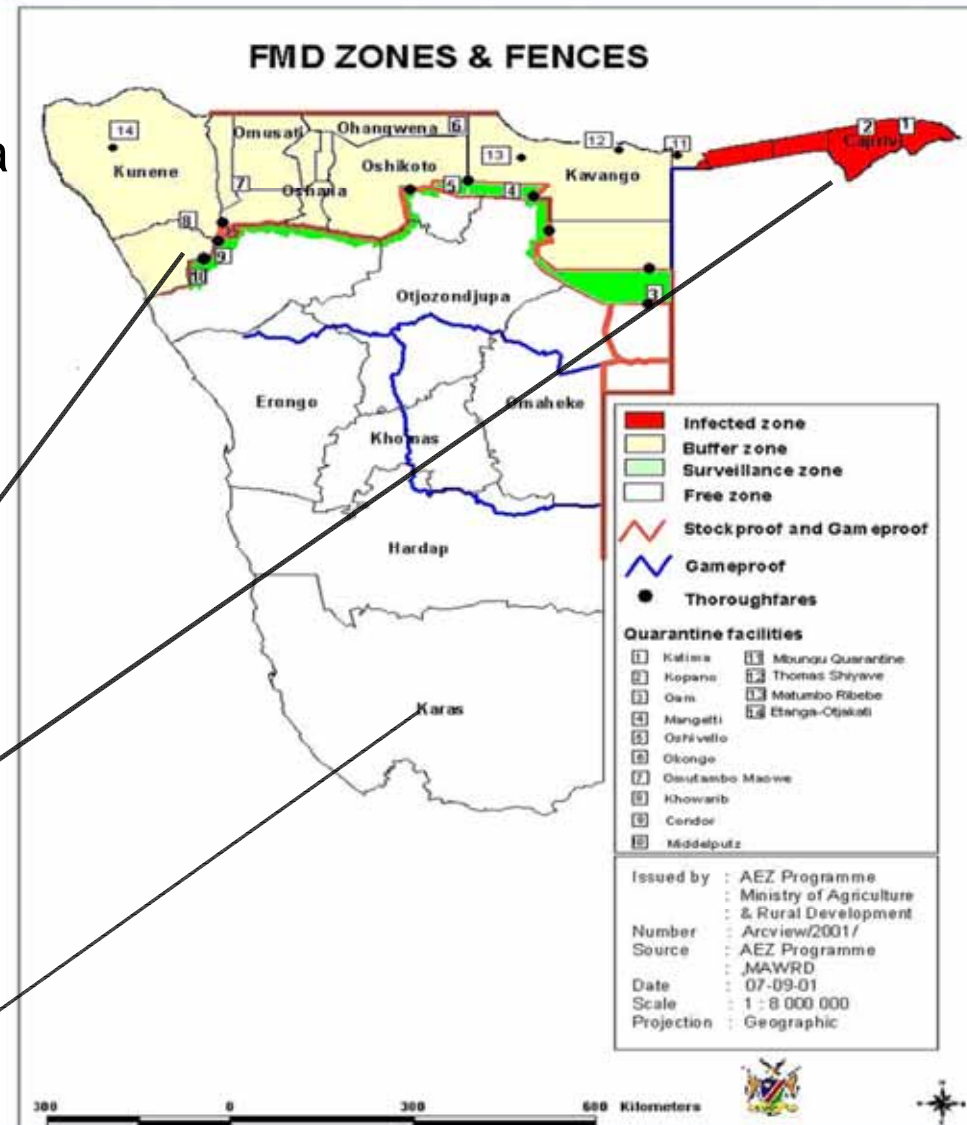 FMD ZONES & FENCES
a
14
Kunene
Omusati
Ohangwena
6
Oshikoto
7
Oshana
13
12
11
Kavango
2
1
Caprivi
5
4
8
9
10
3
Otjozondjupa
Erongo
Omaheke
Khomas
Hardap
Karas
Infected zone
Buffer zone
Surveillance zone
Free zone
Stockproof and Gameproof
Gameproof
Thoroughfares
Quarantine facilities
1 Katima
2 Kopano
3 Gam
4 Mangetti
5 Oshivello
6 Okongo
7 Omutambo Maowe
8 Khowarib
9 Condor
10 Middelputz
11 Mbungu Quarantine
12 Thomas Shiyave
13 Matumbo Ribebe
14 Etanga-Otjakati
Issued by : AEZ Programme
: Ministry of Agriculture
: & Rural Development
Number : Arcview/2001/
Source : AEZ Programme
: ,MAWRD
Date : 07-09-01
Scale : 1 : 8 000 000
Projection : Geographic
300 0 300 600 Kilometers